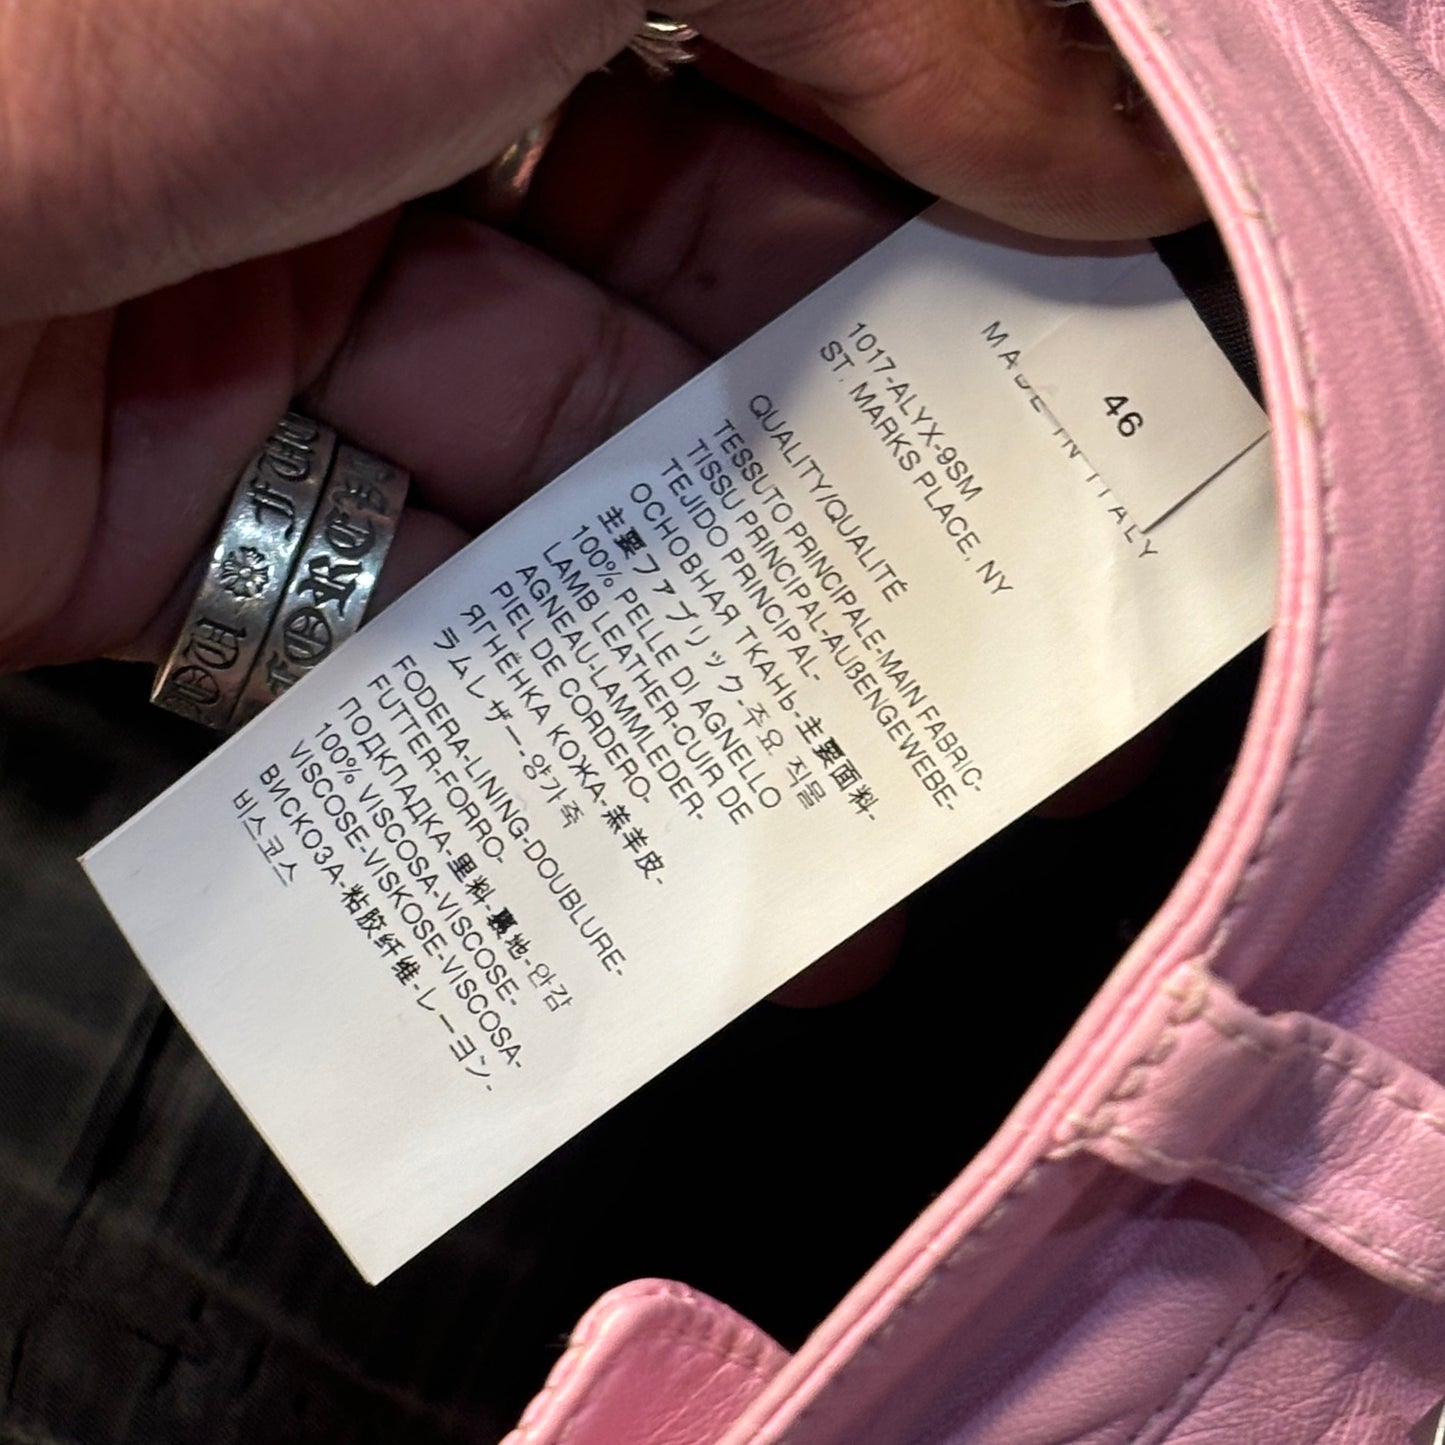 46
MADE IN ITALY
1017-ALYX-9SM
ST. MARKS PLACE, NY
QUALITY/QUALITÉ
TESSUTO PRINCIPALE-MAIN FABRIC-
TISSU PRINCIPAL-AUßENGEWEBE-
TEJIDO PRINCIPAL-
ОСНОВНАЯ ТКАНЬ-主要面料-
主要ファブリック-주요 직물
100% PELLE DI AGNELLO
LAMB LEATHER-CUIR DE
AGNEAU-LAMMLEDER-
PIEL DE CORDERO-
ЯГНЁНКА КОЖА-羔羊皮-
ラムレザー-양가죽
FODERA-LINING-DOUBLURE-
FUTTER-FORRO-
ПОДКЛАДКА-里料-裏地-안감
100% VISCOSA-VISCOSE-
VISCOSE-VISKOSE-VISCOSA-
ВИСКОЗА-粘胶纤维-レーヨン-
비스코스
FUC
OU